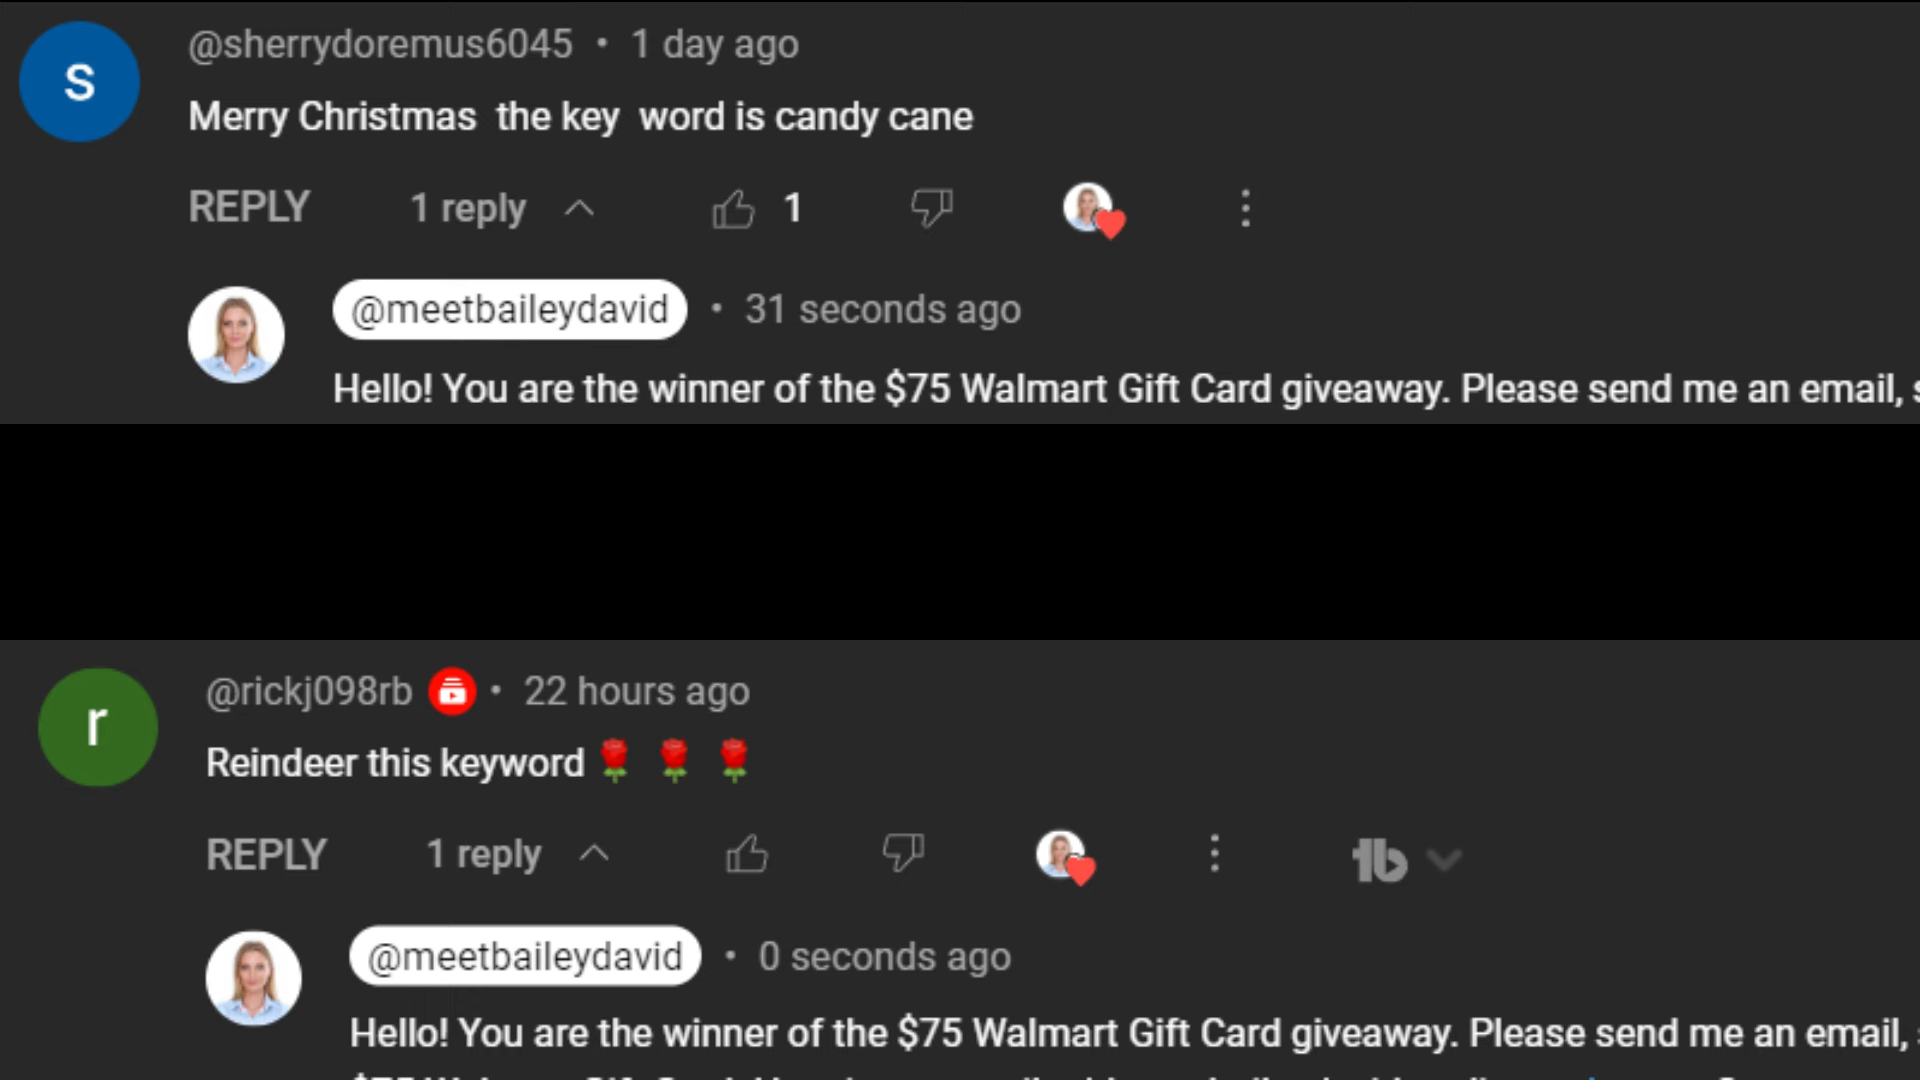 S
@sherrydoremus6045 • 1 day ago
Merry Christmas the key word is candy cane
REPLY 1 reply 1
@meetbaileydavid • 31 seconds ago
Hello! You are the winner of the $75 Walmart Gift Card giveaway. Please send me an email,
r
@rickj098rb • 22 hours ago
Reindeer this keyword🌹 🌹 🌹
REPLY 1 reply
@meetbaileydavid • 0 seconds ago
Hello! You are the winner of the $75 Walmart Gift Card giveaway. Please send me an email,